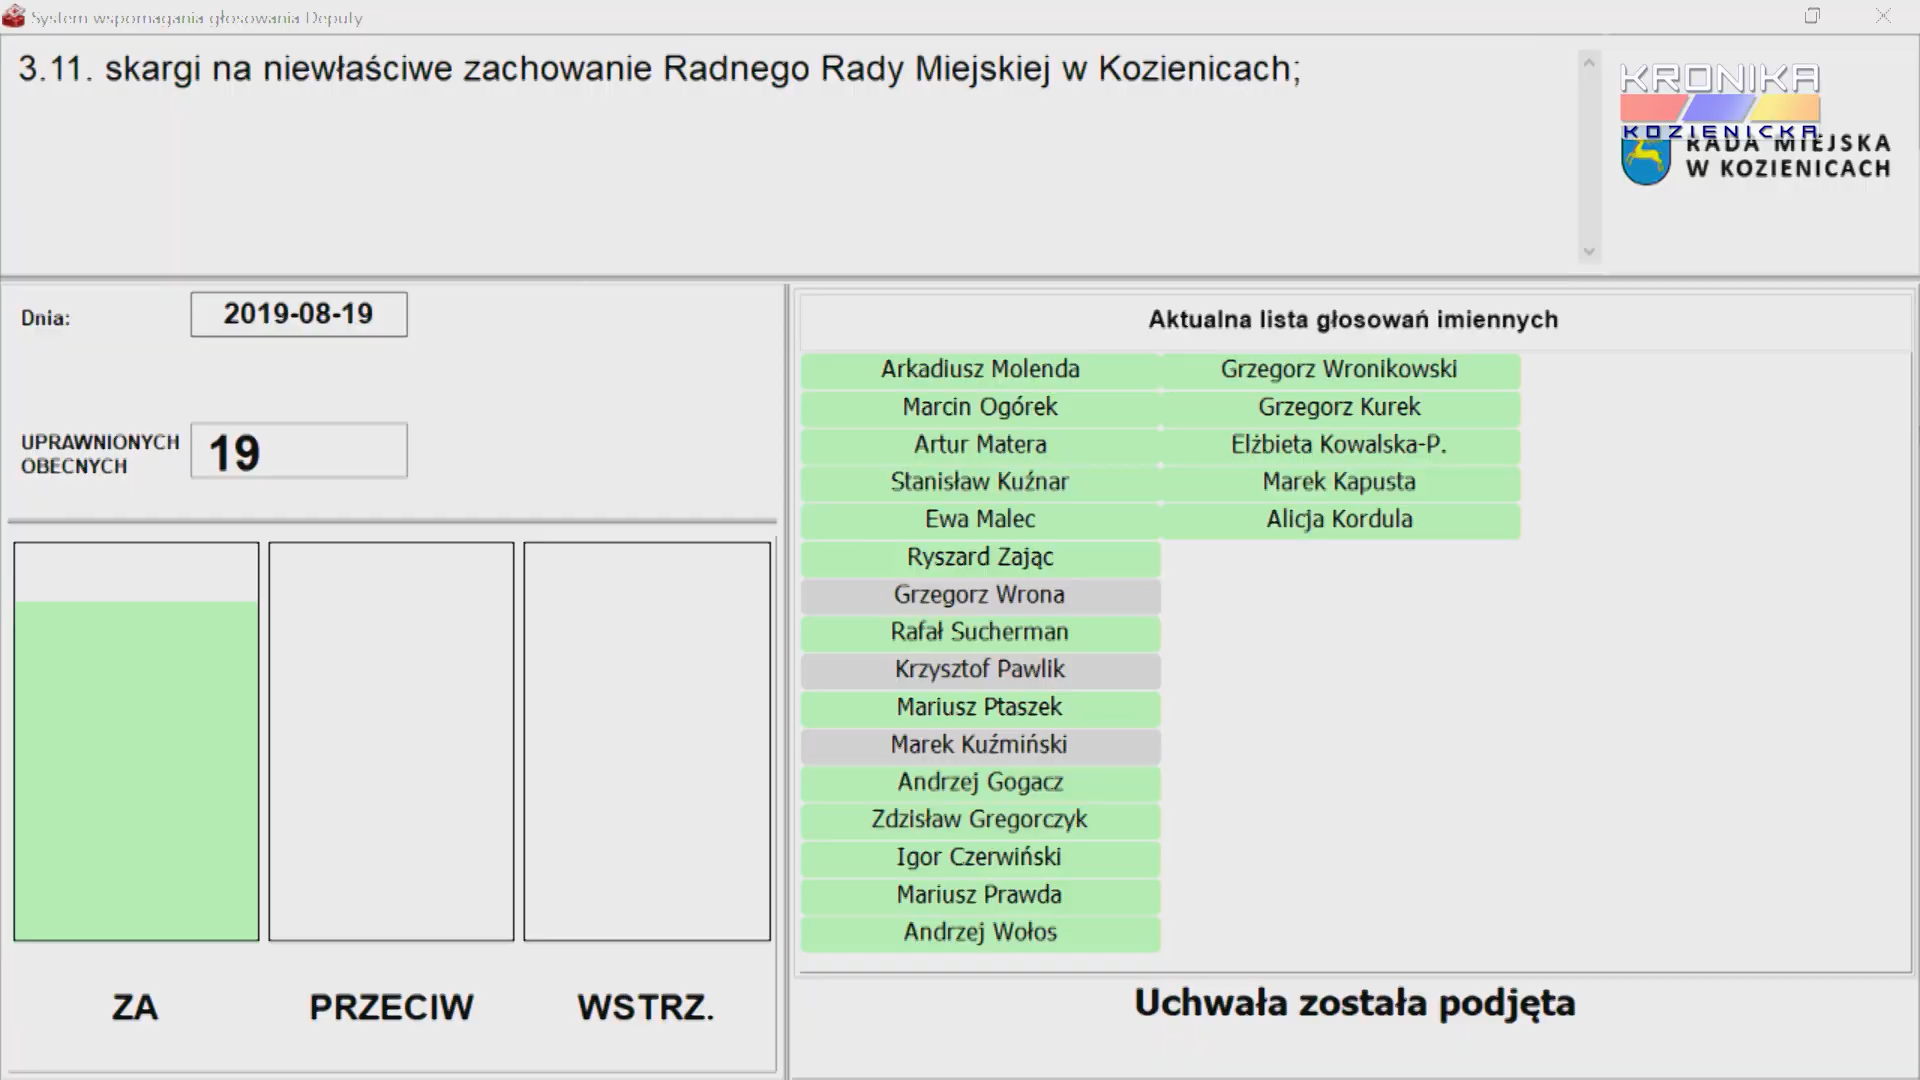 System wspomagania głosowania Deputy
3.11. skargi na niewłaściwe zachowanie Radnego Rady Miejskiej w Kozienicach;
KRONIKA
KOZIENICKA
RADA MIEJSKA
W KOZIENICACH
Dnia:
2019-08-19
UPRAWNIONYCH
OBECNYCH
19
ZA
PRZECIW
WSTRZ.
Aktualna lista głosowań imiennych
Arkadiusz Molenda
Marcin Ogórek
Artur Matera
Stanisław Kuźnar
Ewa Malec
Ryszard Zając
Grzegorz Wrona
Rafał Sucherman
Krzysztof Pawlik
Mariusz Ptaszek
Marek Kuźmiński
Andrzej Gogacz
Zdzisław Gregorczyk
Igor Czerwiński
Mariusz Prawda
Andrzej Wołos
Grzegorz Wronikowski
Grzegorz Kurek
Elżbieta Kowalska-P.
Marek Kapusta
Alicja Kordula
Uchwała została podjęta